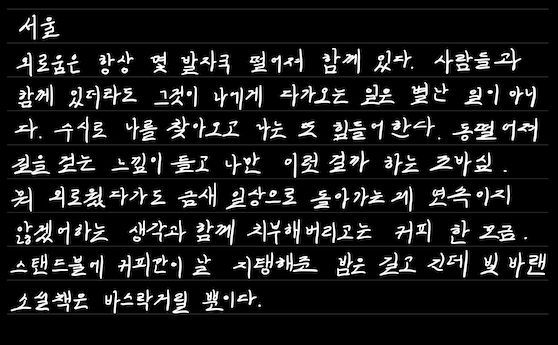 서울
외로움은 항상 몇 발자국 떨어져 함께 있다. 사람들과
함께 있더라도 그것이 나에게 다가오는 일은 별난 일이 아니
다. 수시로 나를 찾아오고 나는 또 힘들어한다. 동떨어져
길을 걷는 느낌이 들고 나만 이런 걸까 하는 조바심.
뭐 외로웠다가도 금새 일상으로 돌아가는게 연속이지
않겠어하는 생각과 함께 치부해버리고는 커피 한 모금.
스탠드불에 커피잔이 날 지탱해준 밤은 길고 긴데 빛 바랜
소설책은 바스락거릴 뿐이다.